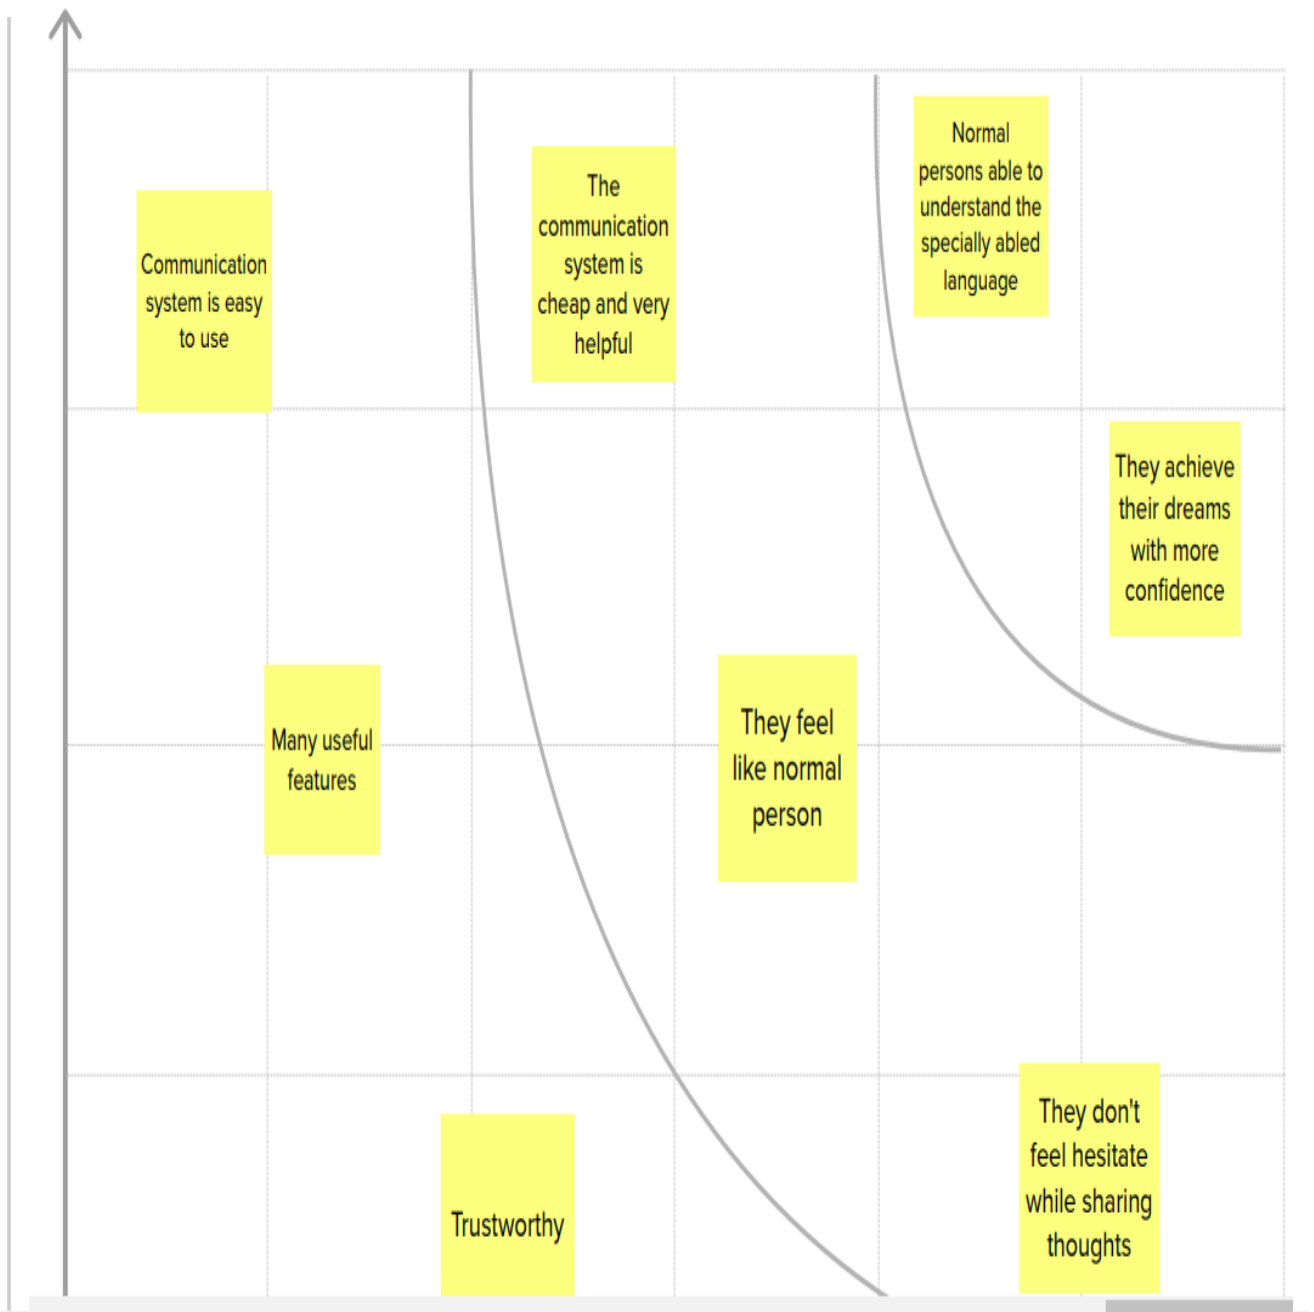 Communication
system is easy
to use
The
communication
system is
cheap and very
helpful
Normal
persons able to
understand the
specially abled
language
They achieve
their dreams
with more
confidence
Many useful
features
They feel
like normal
person
Trustworthy
They don't
feel hesitate
while sharing
thoughts